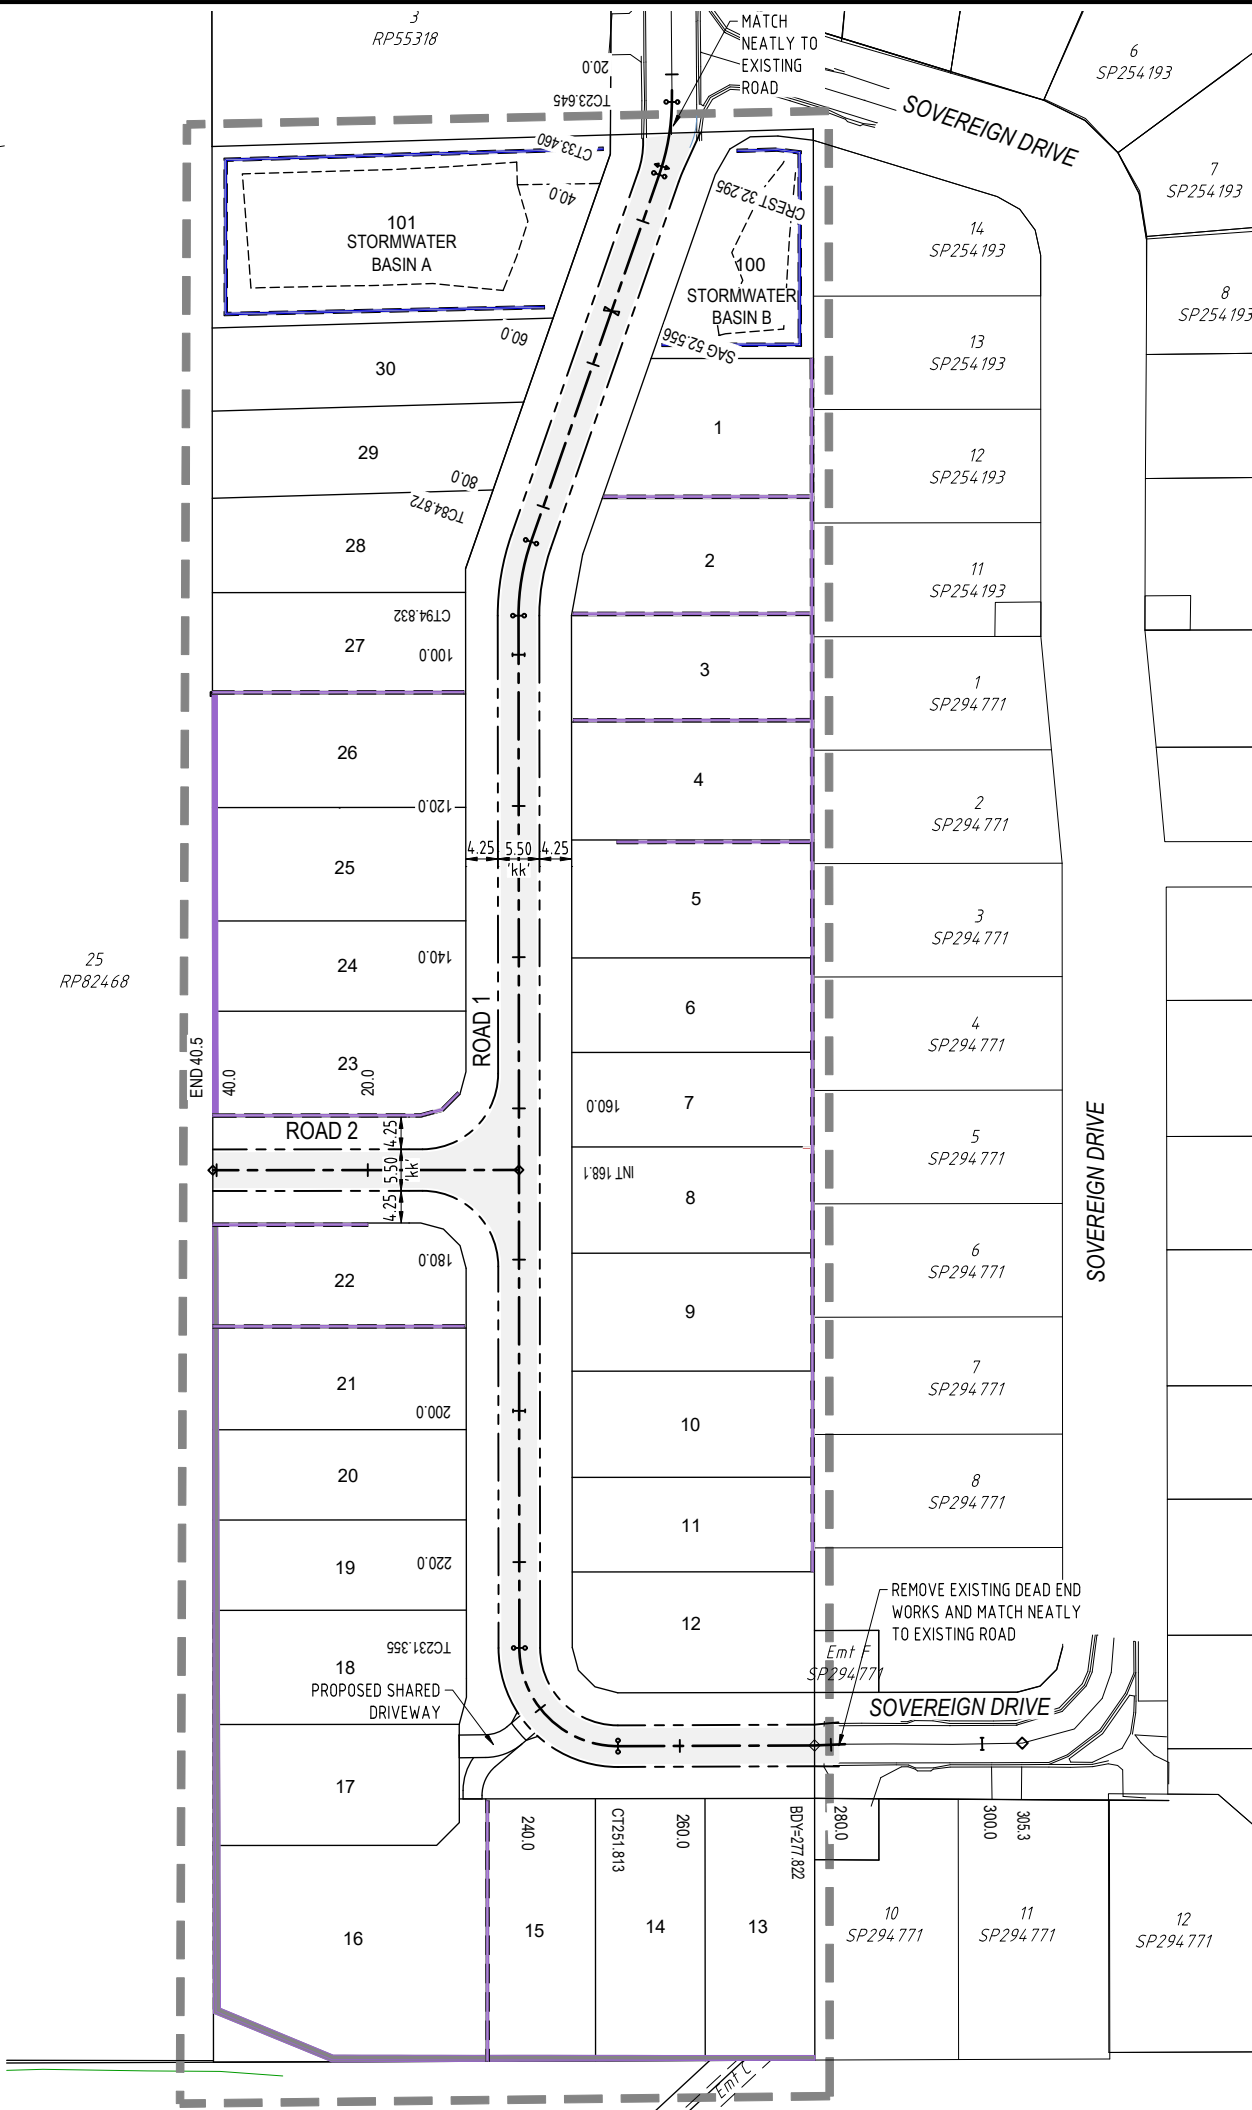 3
RP55318
MATCH
NEATLY TO
EXISTING
ROAD
6
SP254193
20.0
TC23.645
SOVEREIGN DRIVE
CT33.460
7
SP254193
40.0
CREST 32.295
101
STORMWATER
BASIN A
14
SP254193
100
STORMWATER
BASIN B
8
SP254193
60.0
SAG 52.556
13
SP254193
30
1
29
12
SP254193
80.0
TC84.872
28
2
11
SP254193
CT94.832
27
100.0
3
1
SP294771
26
4
120.0
2
SP294771
4.25
5.50
4.25
'kk'
25
5
3
SP294771
25
RP82468
24
140.0
6
4
SP294771
ROAD 1
END 40.5
40.0
23
20.0
160.0
7
5
SP294771
ROAD 2
4.25
5.50
'kk'
4.25
INT 168.1
8
SOVEREIGN DRIVE
180.0
22
6
SP294771
9
7
SP294771
21
200.0
10
20
8
SP294771
11
19
220.0
REMOVE EXISTING DEAD END
WORKS AND MATCH NEATLY
TO EXISTING ROAD
12
TC231.355
18
Emt F
SP294771
PROPOSED SHARED
DRIVEWAY
SOVEREIGN DRIVE
17
240.0
CT251.813
260.0
BDY=277.822
280.0
300.0
305.3
16
15
14
13
10
SP294771
11
SP294771
12
SP294771
Emt C